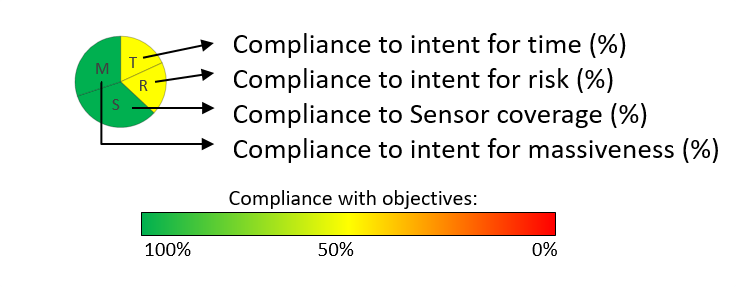 T
Compliance to intent for time (%)
M
R
Compliance to intent for risk (%)
S
Compliance to Sensor coverage (%)
Compliance to intent for massiveness (%)
Compliance with objectives:
100% 50% 0%